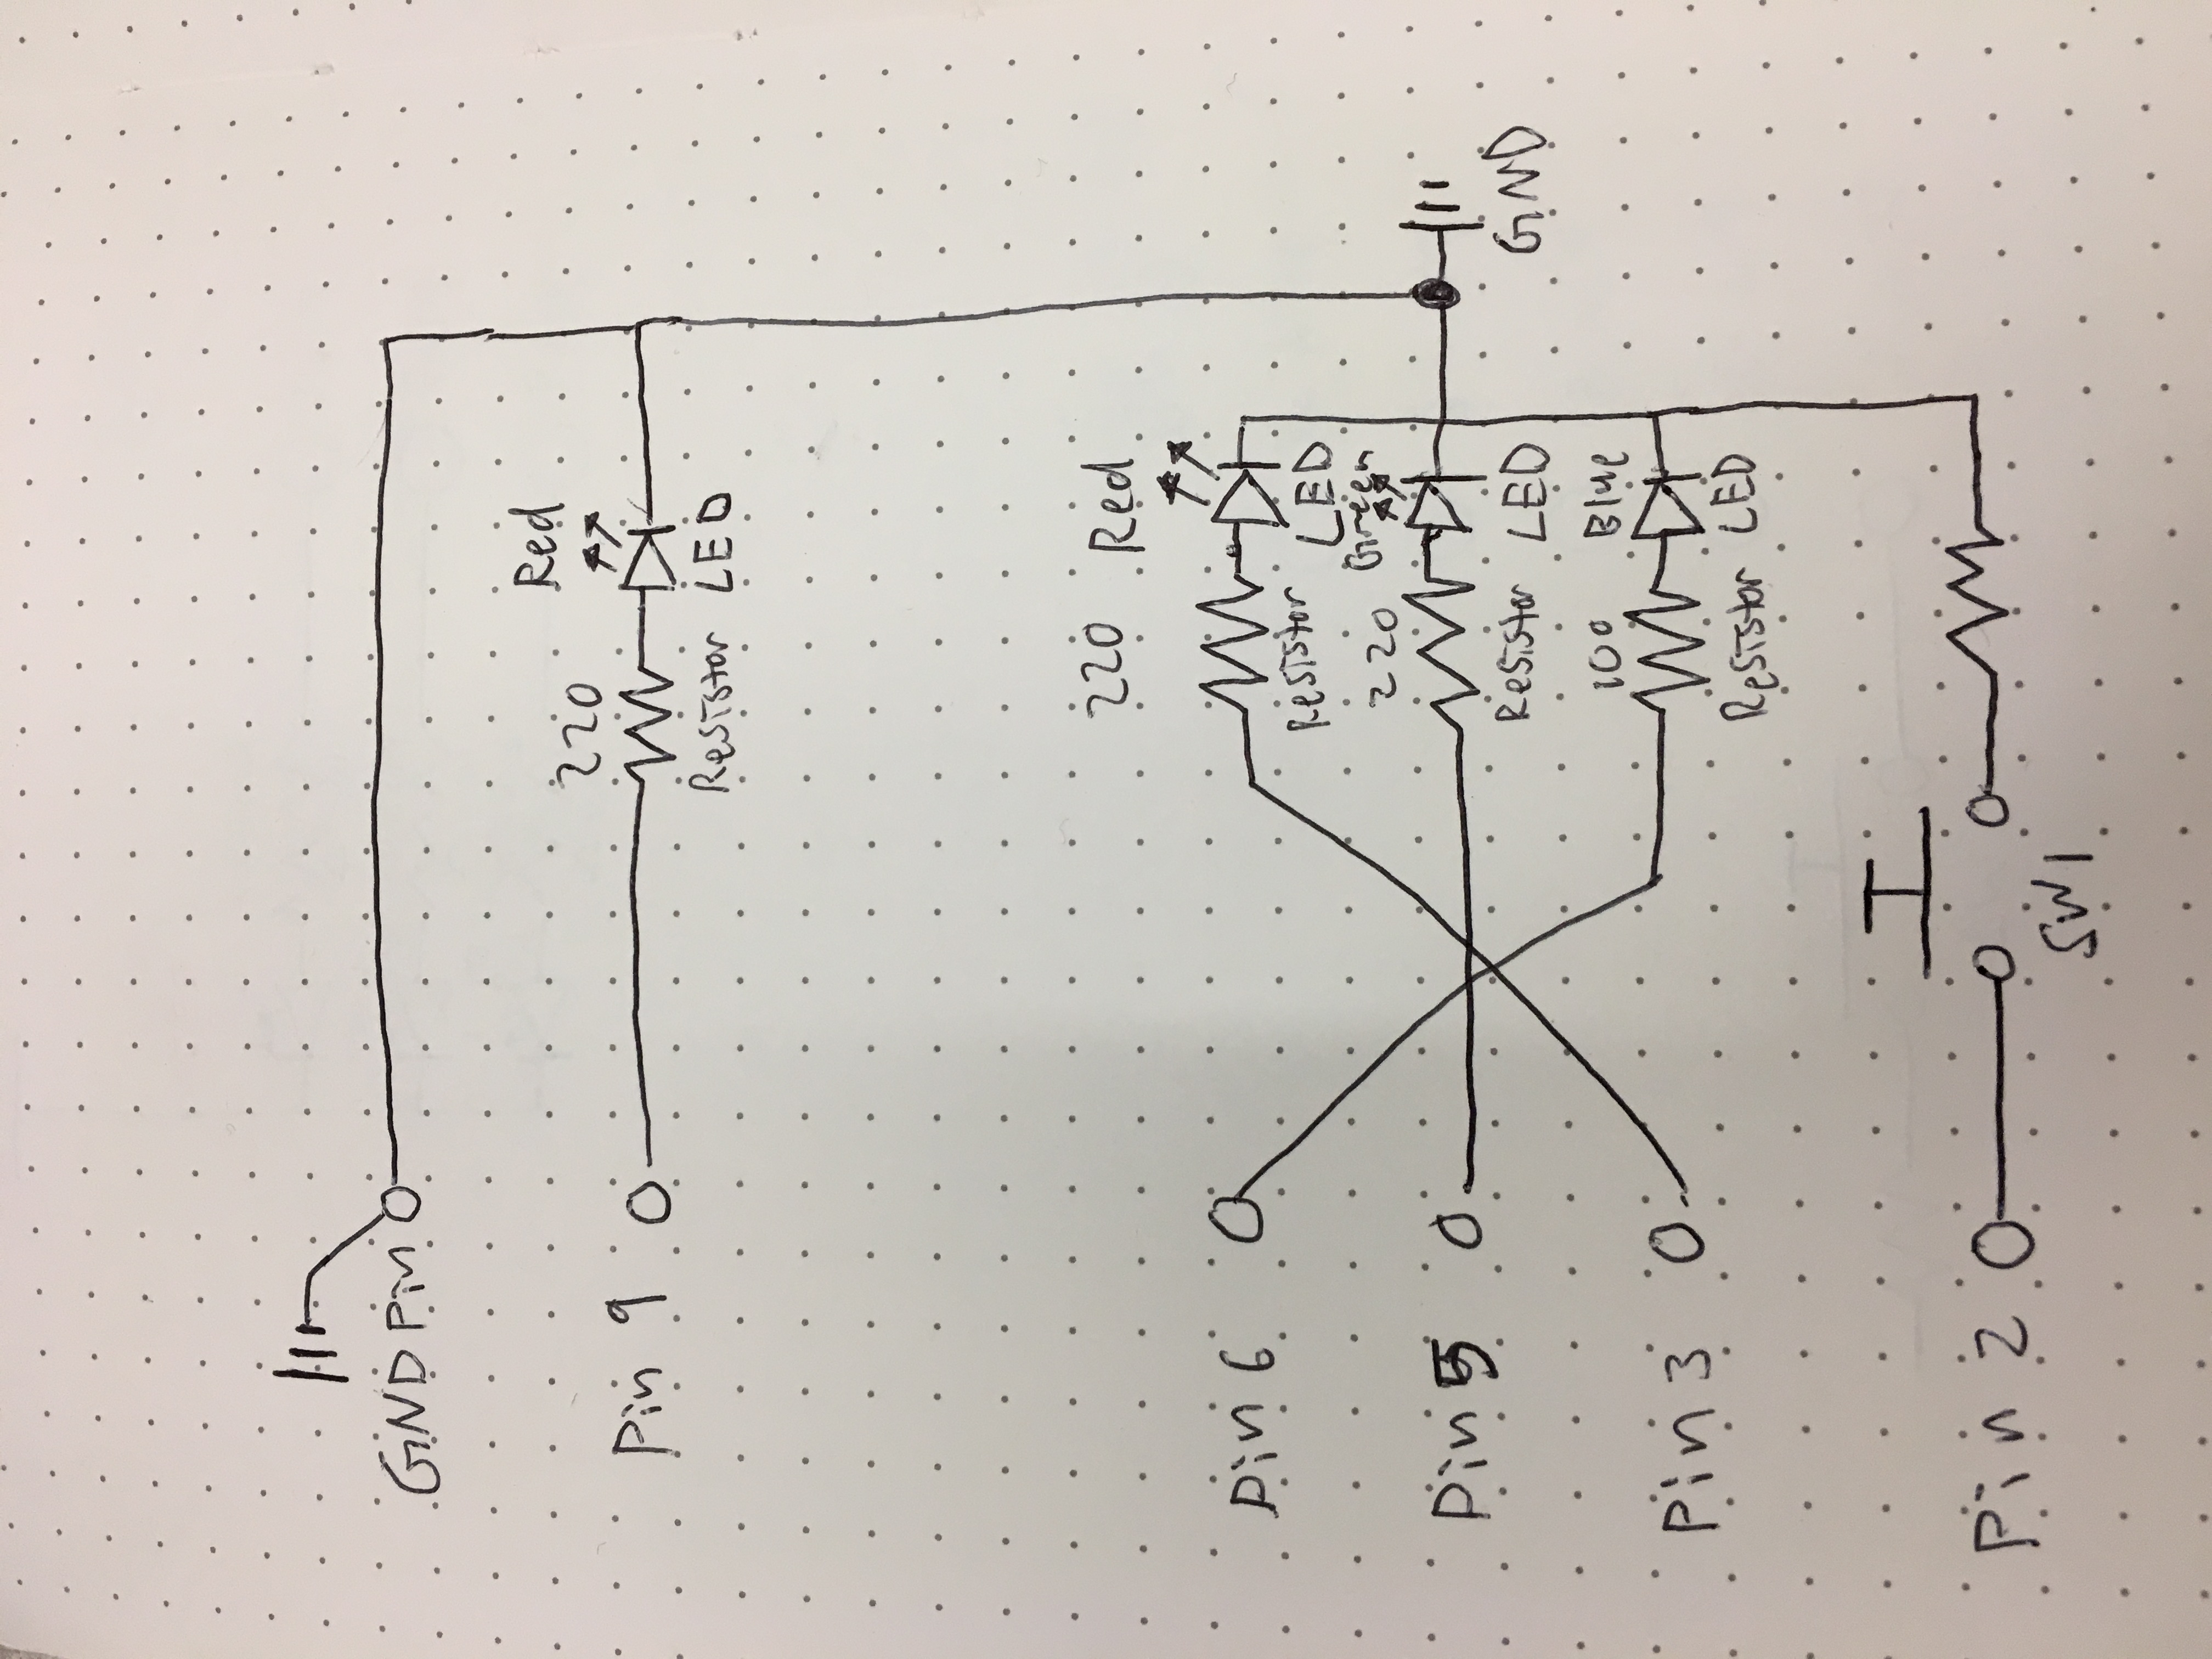 GND Pin
Red
220
Pin 9
Resistor LED
220 Red
Pin 6
Resistor LED
Green
220
Pin 5
Resistor LED
GND
100 Blue
Pin 3
Resistor LED
Pin 2
SW1